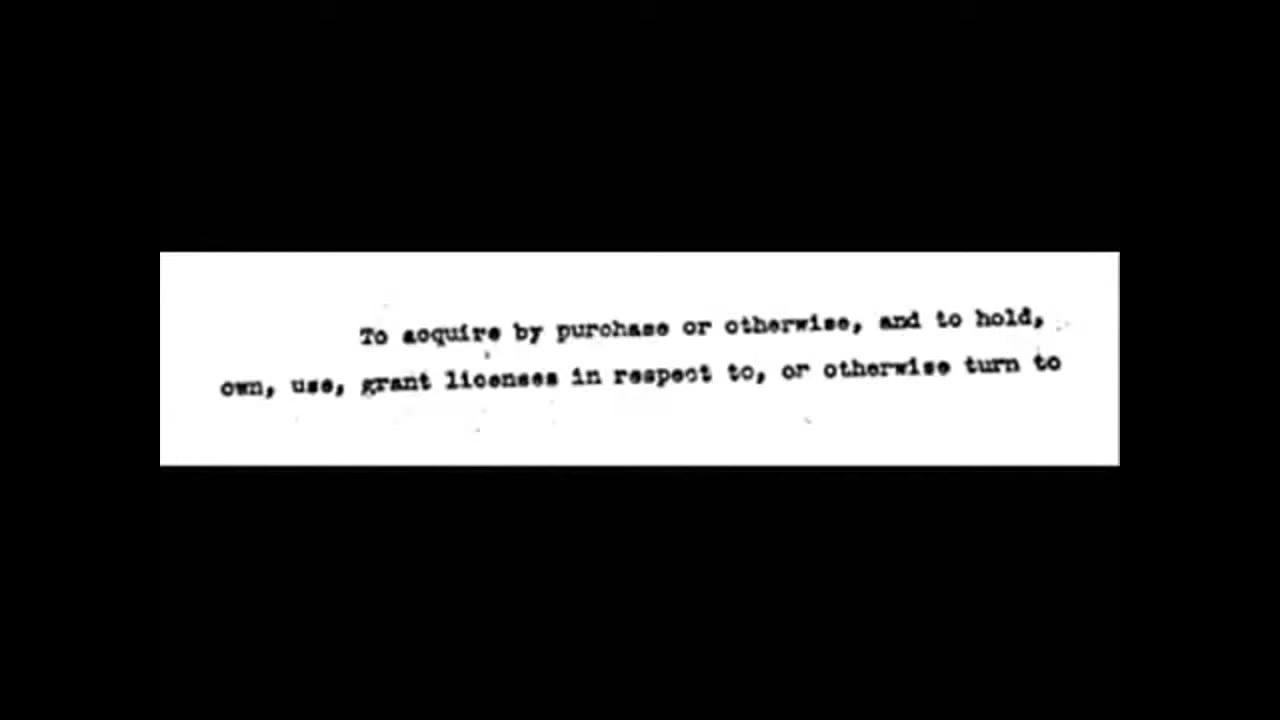 To acquire by purchase or otherwise, and to hold,
own, use, grant licenses in respect to, or otherwise turn to